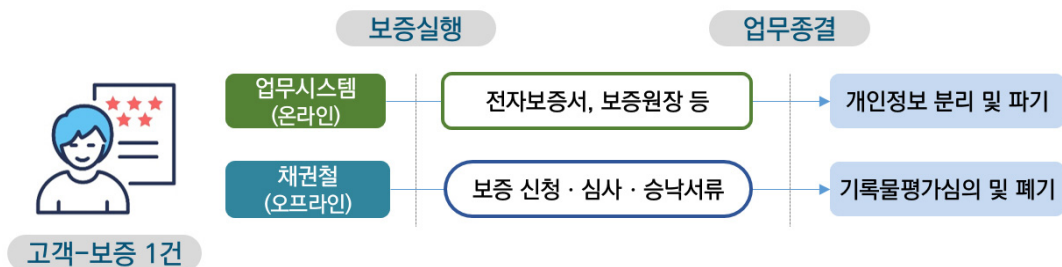 보증실행
업무종결
업무시스템
(온라인)
전자보증서, 보증원장 등
개인정보 분리 및 파기
채권철
(오프라인)
보증 신청 · 심사 · 승낙서류
기록물평가심의 및 폐기
고객-보증 1건